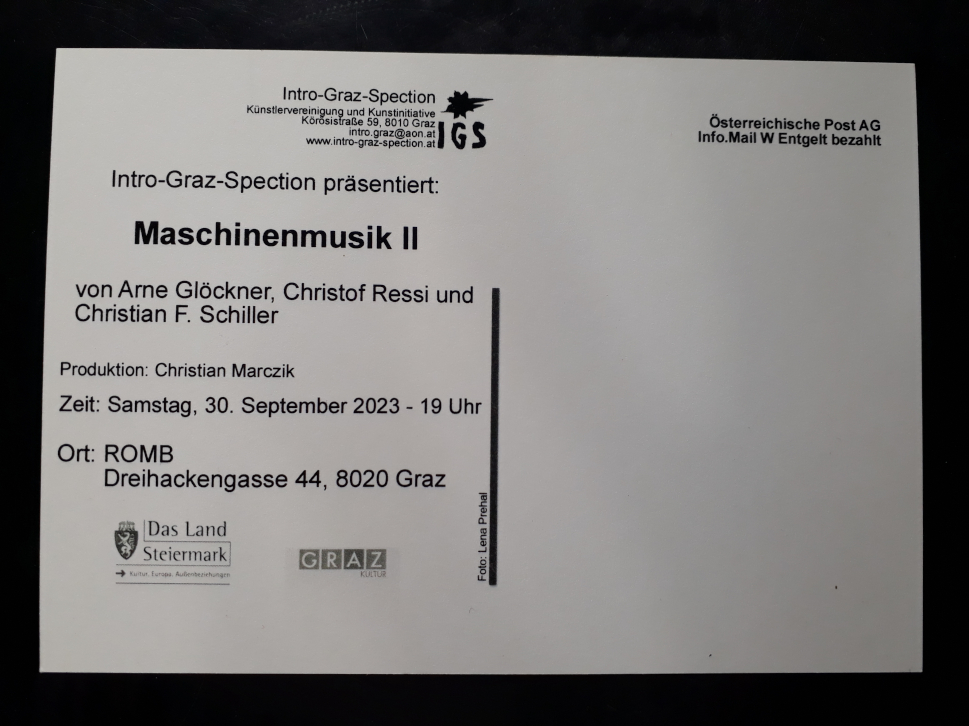 Intro-Graz-Spection
Künstlervereinigung und Kunstinitiative
Körösistraße 59, 8010 Graz
intro.graz@aon.at
www.intro-graz-spection.at
IGS
Österreichische Post AG
Info.Mail W Entgelt bezahlt
Intro-Graz-Spection präsentiert:
Maschinenmusik II
von Arne Glöckner, Christof Ressi und
Christian F. Schiller
Produktion: Christian Marczik
Zeit: Samstag, 30. September 2023 - 19 Uhr
Ort: ROMB
Dreihackengasse 44, 8020 Graz
Das Land
Steiermark
→ Kultur, Europa, Außenbeziehungen
GRAZ
KULTUR
Foto: Lena Prehal